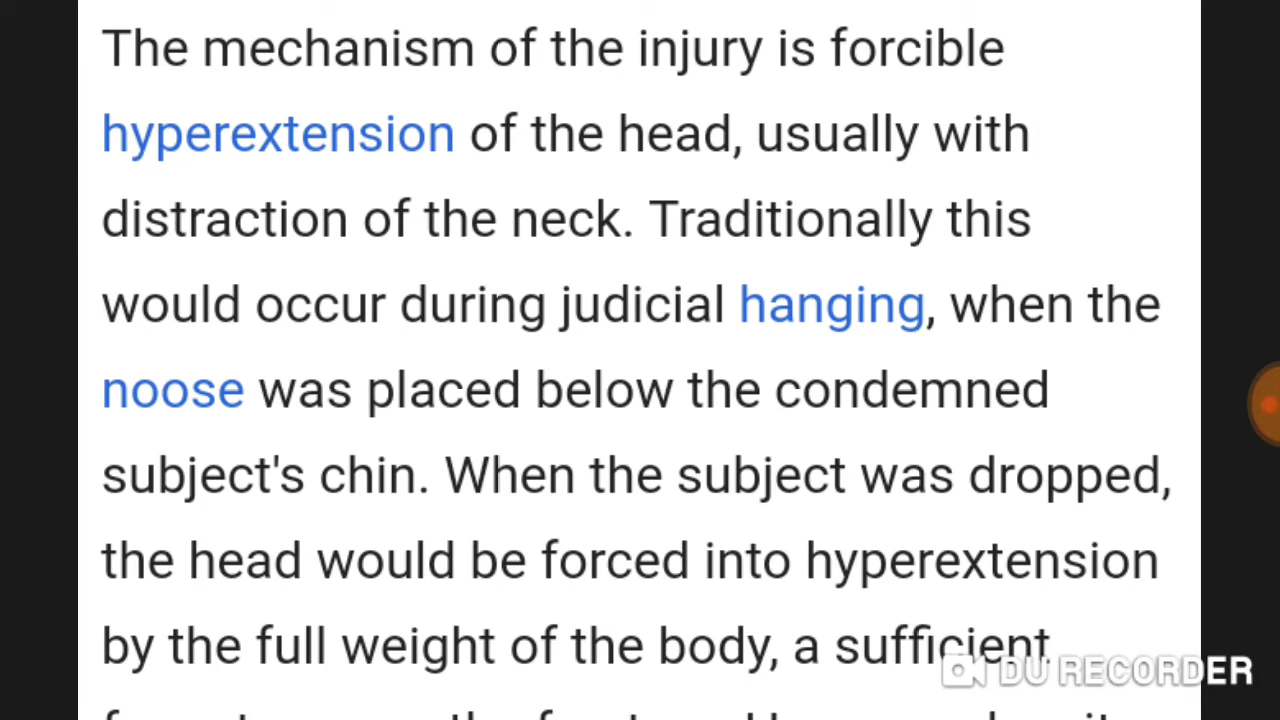 The mechanism of the injury is forcible
hyperextension of the head, usually with
distraction of the neck. Traditionally this
would occur during judicial hanging, when the
noose was placed below the condemned
subject's chin. When the subject was dropped,
the head would be forced into hyperextension
by the full weight of the body, a sufficient
DU RECORDER